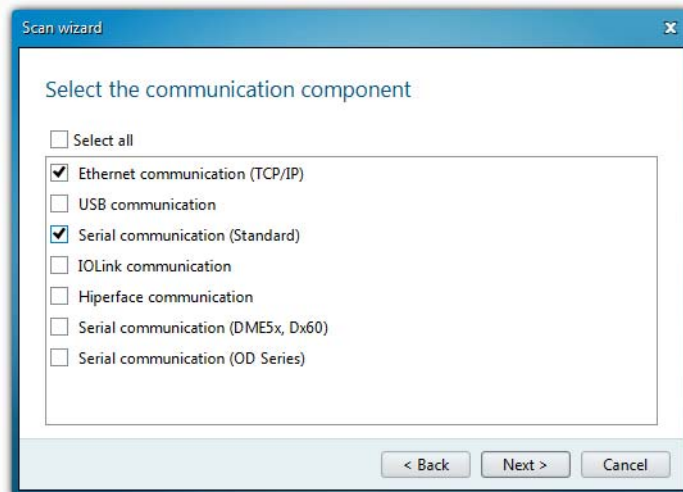 Scan wizard
Select the communication component
Select all
Ethernet communication (TCP/IP)
USB communication
Serial communication (Standard)
IOLink communication
Hiperface communication
Serial communication (DME5x, Dx60)
Serial communication (OD Series)
< Back Next > Cancel